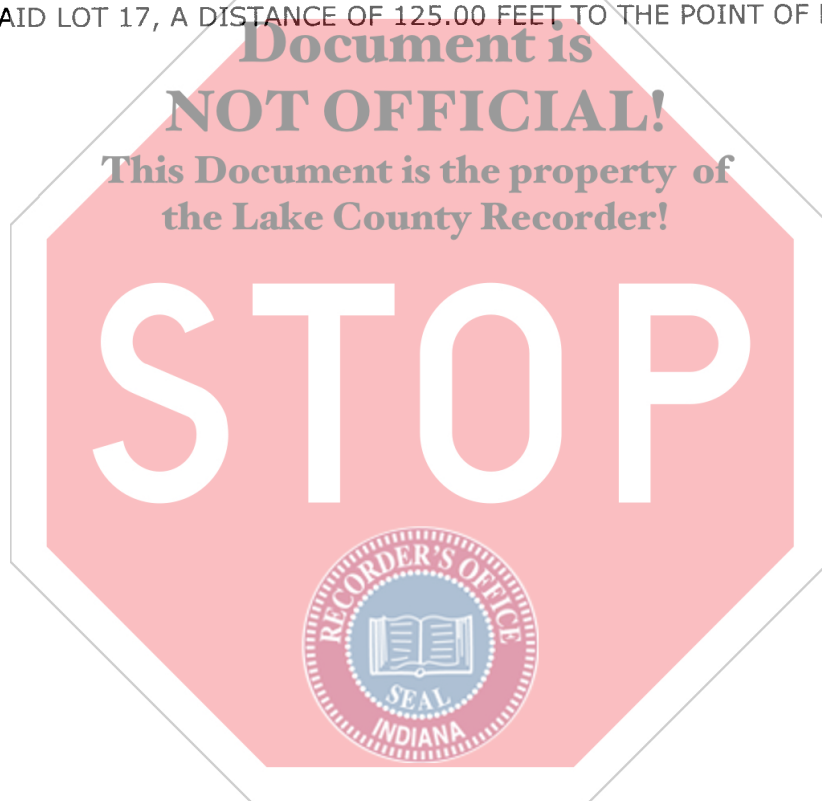 AID LOT 17, A DISTANCE OF 125.00 FEET TO THE POINT OF
Document is
NOT OFFICIAL!
This Document is the property of
the Lake County Recorder!
STOP
RECORDER'S OFFICE
SEAL
INDIANA